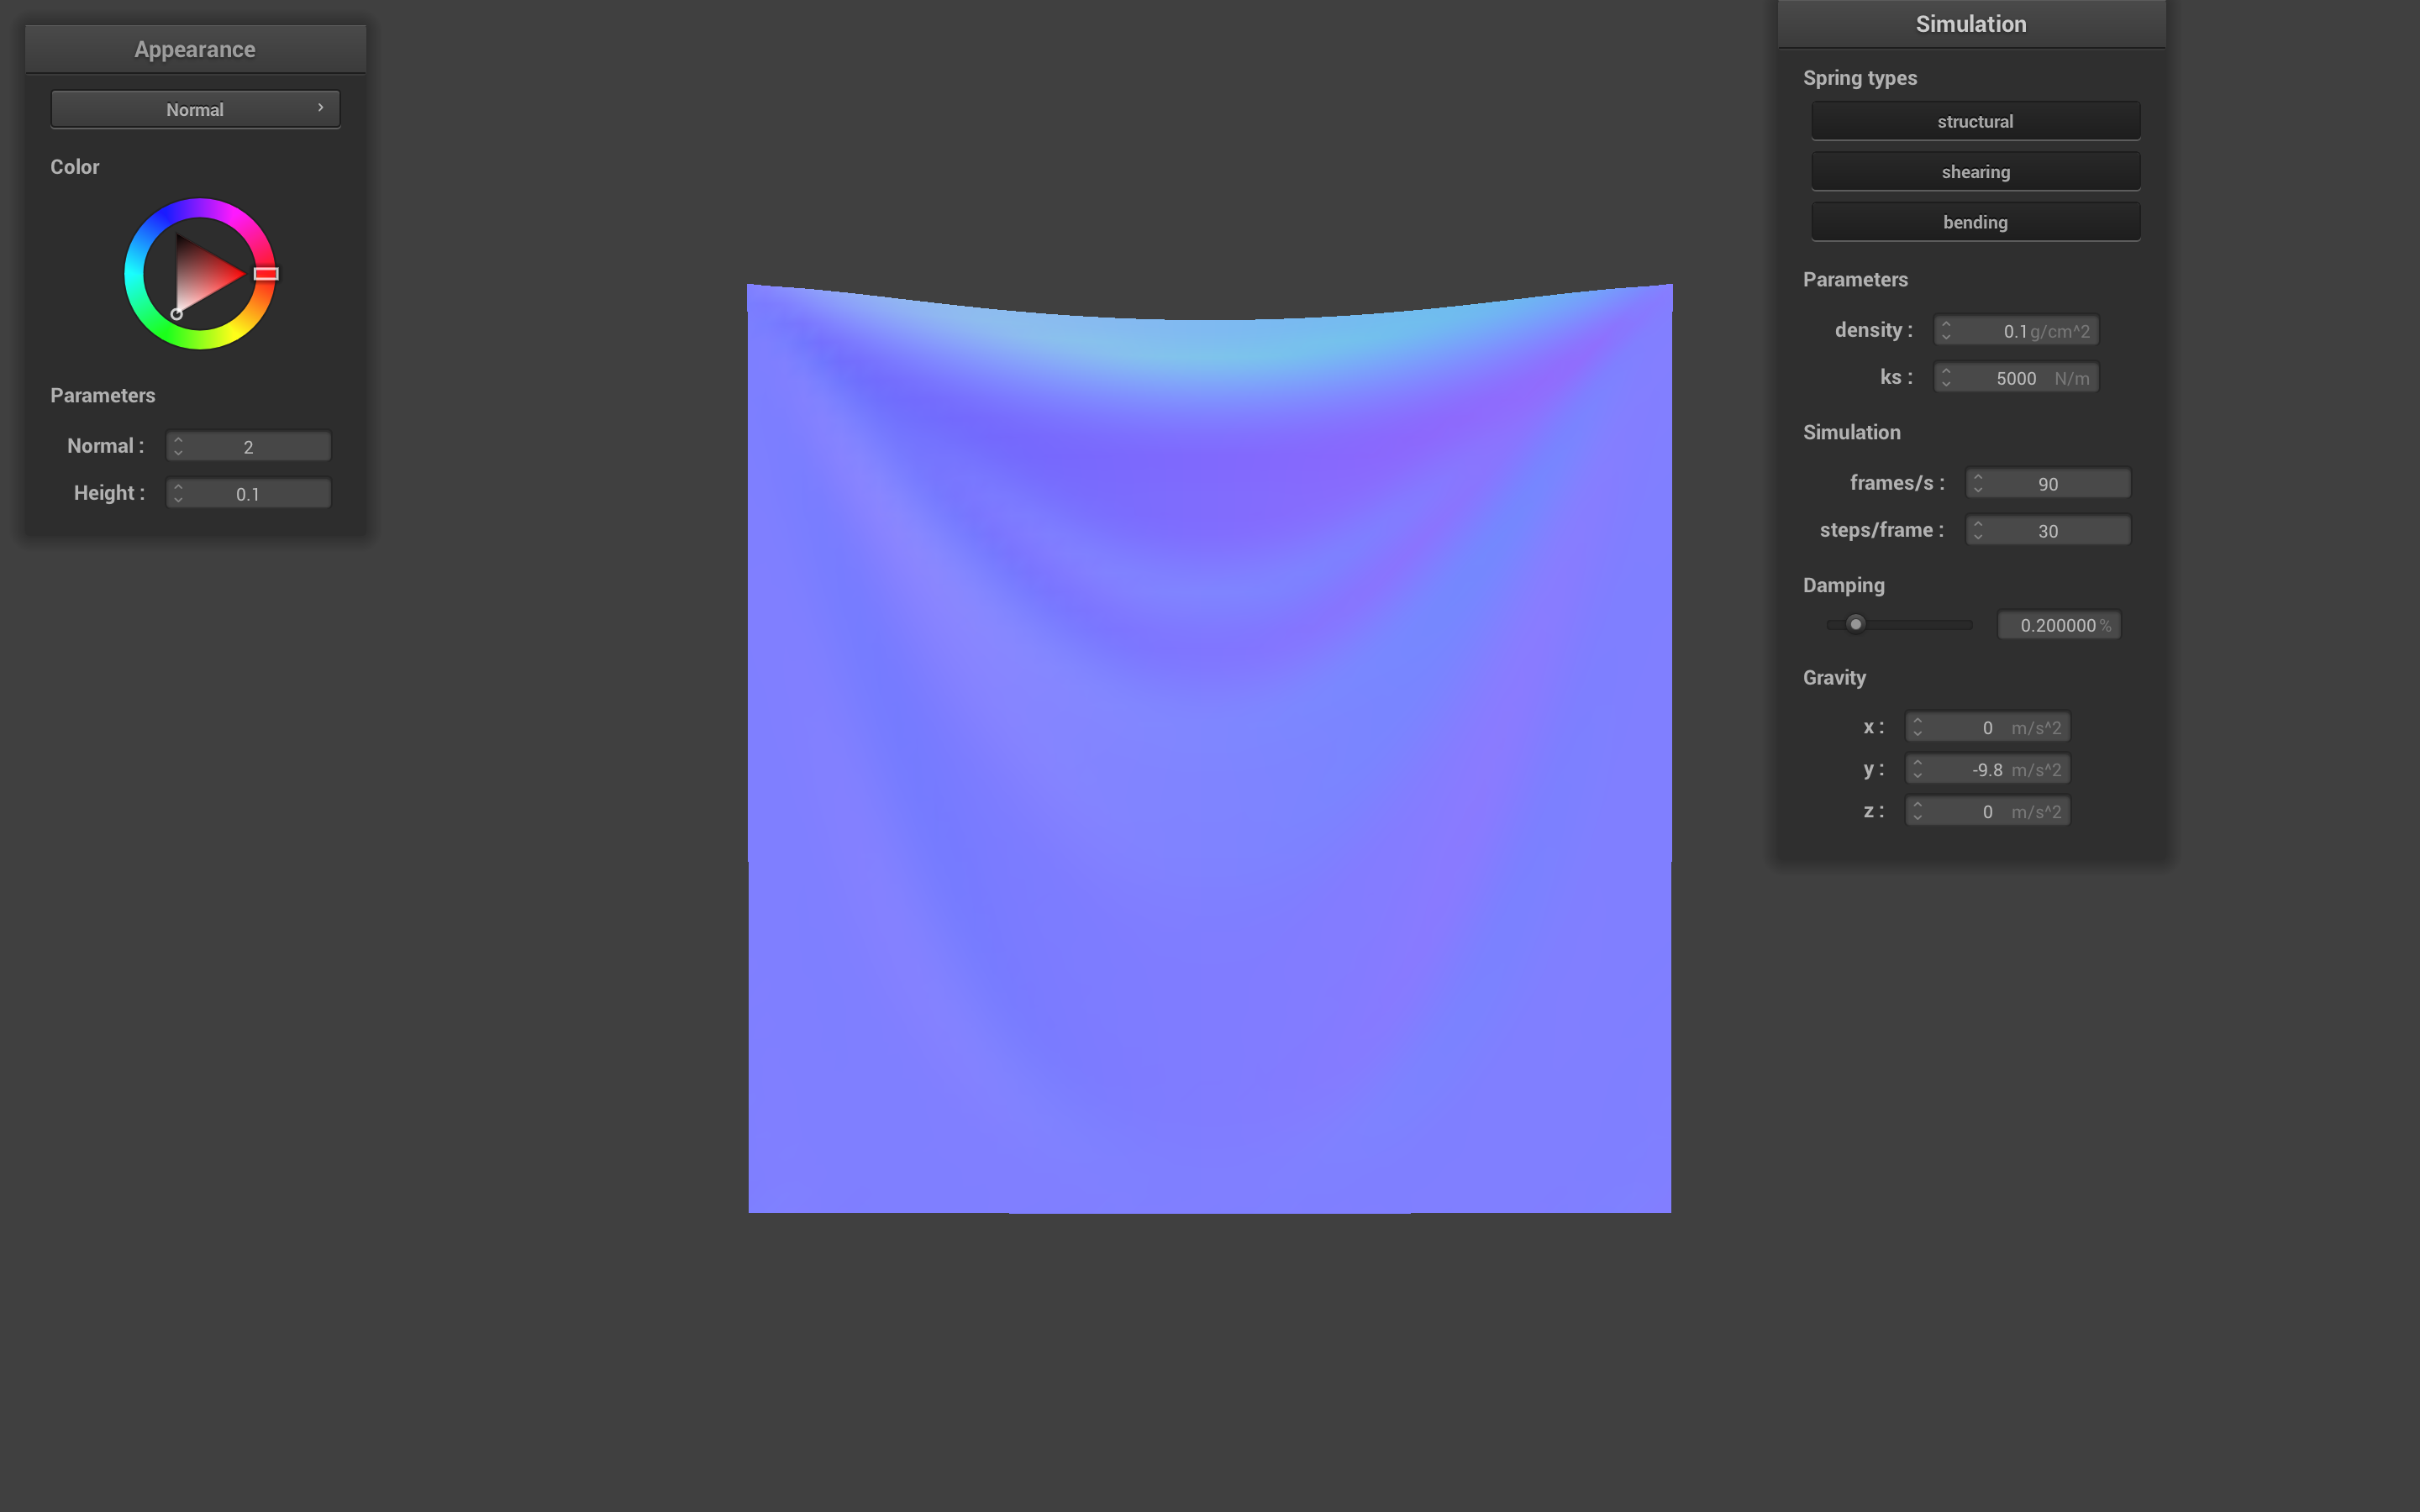 Appearance
Normal
Color
Parameters
Normal : 2
Height : 0.1
Simulation
Spring types
structural
shearing
bending
Parameters
density : 0.1 g/cm^2
ks : 5000 N/m
Simulation
frames/s : 90
steps/frame : 30
Damping
0.200000 %
Gravity
x : 0 m/s^2
y : -9.8 m/s^2
z : 0 m/s^2